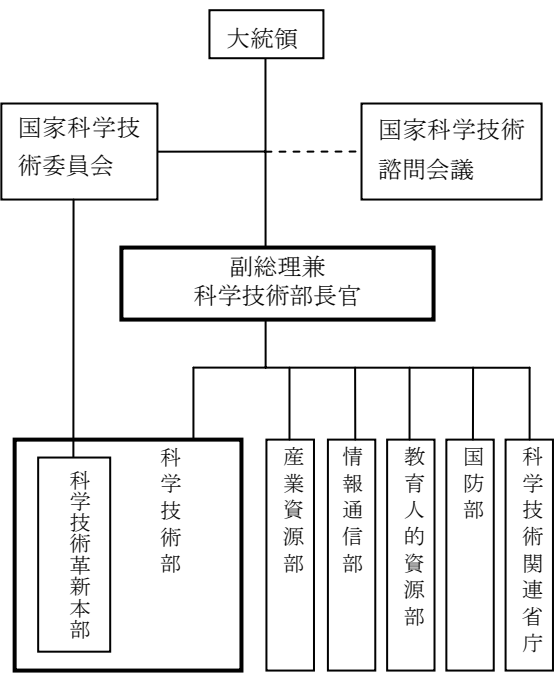 大統領
国家科学技
術委員会
国家科学技術
諮問会議
副総理兼
科学技術部長官
科学技術革新本部
科学技術部
産業資源部
情報通信部
教育人的資源部
国防部
科学技術関連省庁